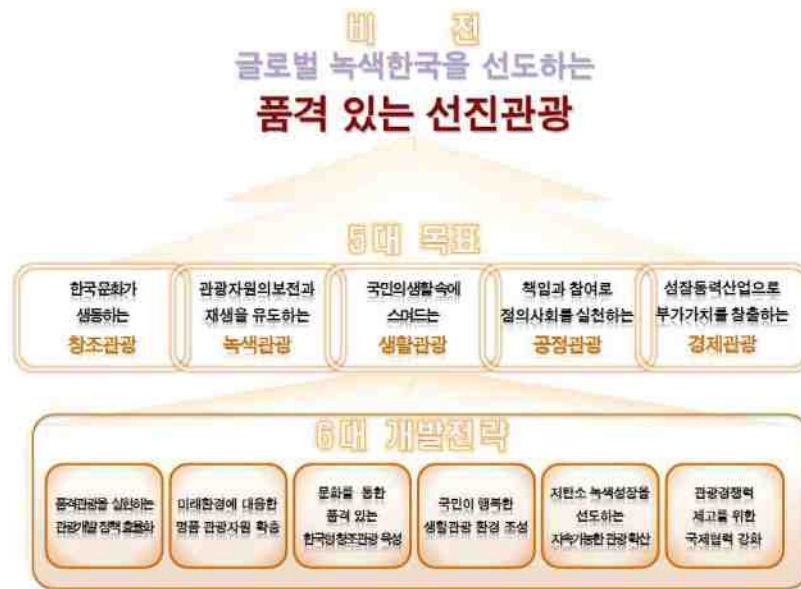 비 전
글로벌 녹색한국을 선도하는
품격 있는 선진관광
5대 목표
한국 문화가
생동하는
창조관광
관광자원의보전과
재생을 유도하는
녹색관광
국민의 생활 속에
스며드는
생활관광
책임과 참여로
정의사회를 실천하는
공정관광
성장동력산업으로
부가가치를 창출하는
경제관광
6대 개발전략
품격관광을 실현하는
관광개발 정책 효율화
미래환경에 대응한
명품 관광자원 확충
문화를 통한
품격 있는
한국형 창조관광 육성
국민이 행복한
생활관광 환경 조성
저탄소 녹색성장을
선도하는
지속가능한 관광 확산
관광경쟁력
제고를 위한
국제협력 강화